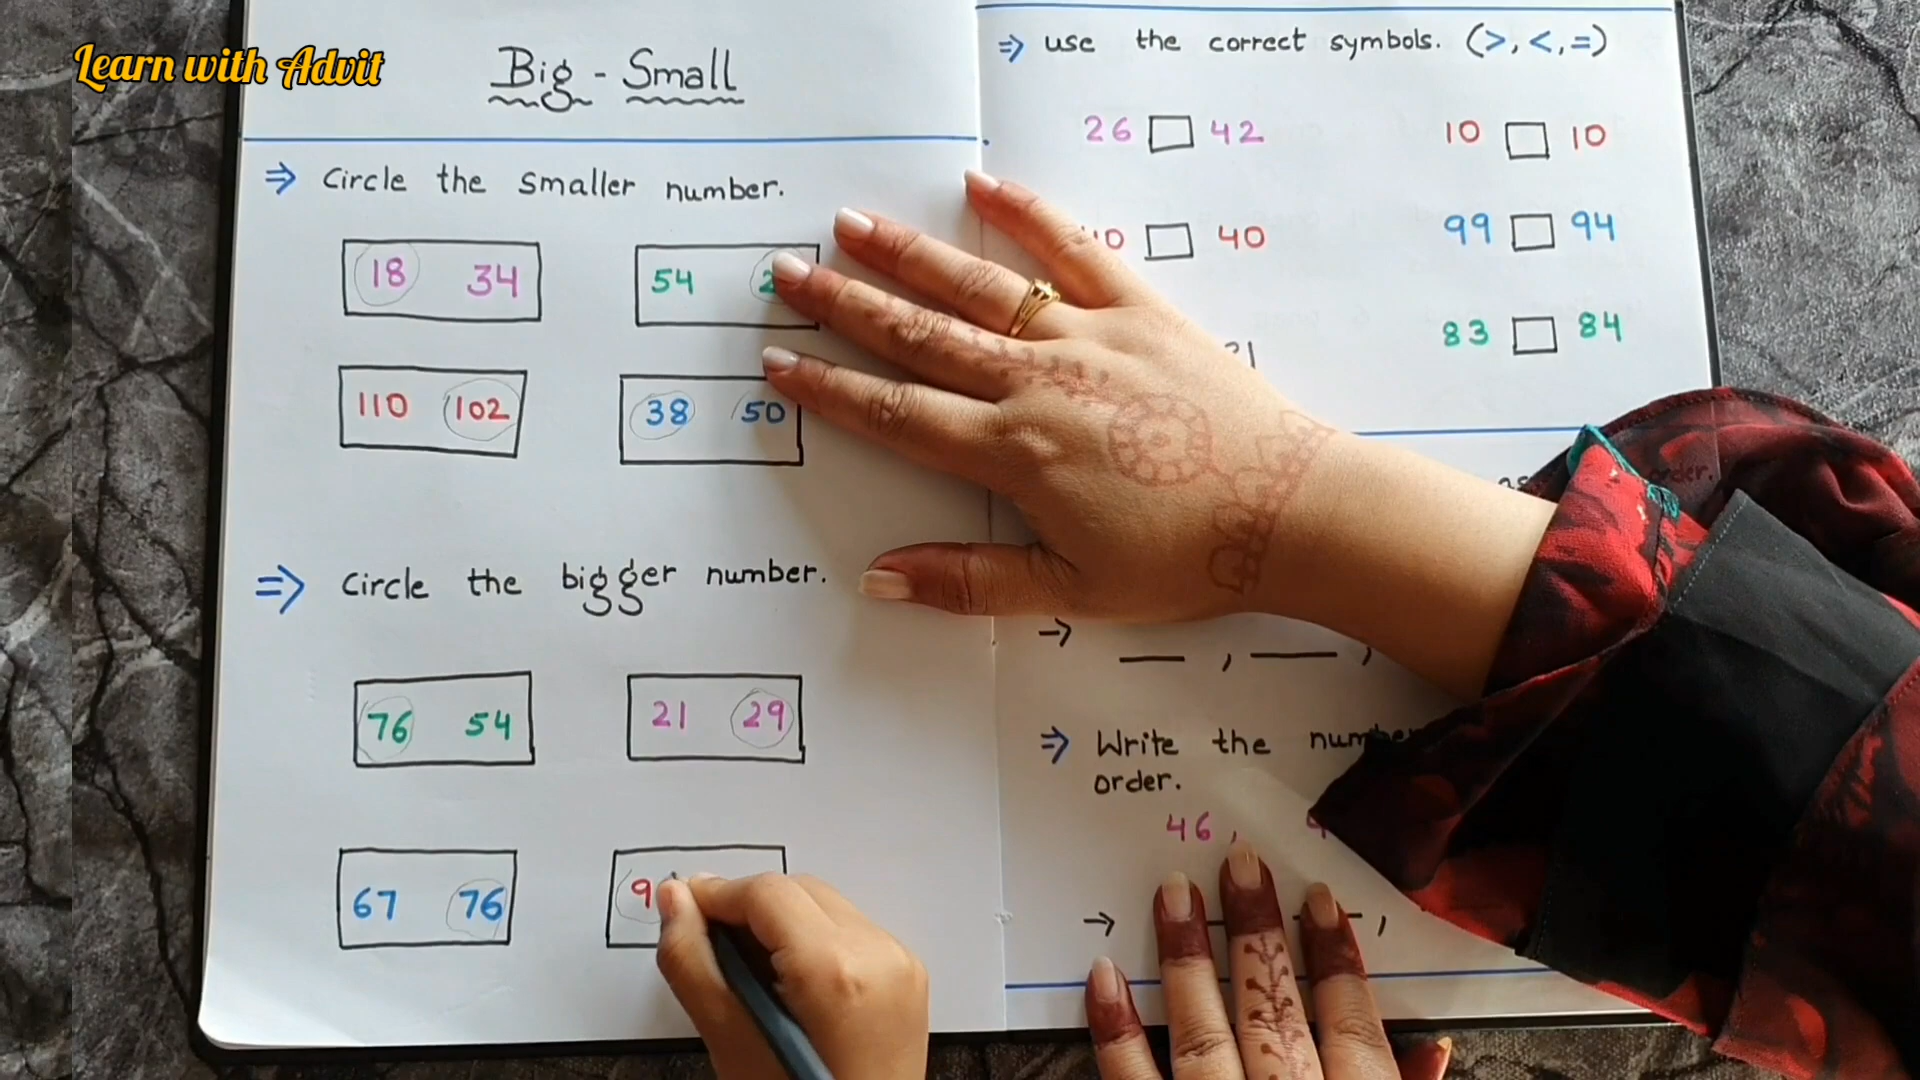 Learn with Advit
Big - Small
⇒ Circle the smaller number.
18 34
54
110 102
38 50
⇒ Circle the bigger number.
76 54
21 29
67 76
⇒ use the correct symbols. (>, <, =)
26 □ 42
10 □ 10
□ 40
99 □ 94
83 □ 84
→ __ , __ ,
⇒ Write the
order.
46 ,
→